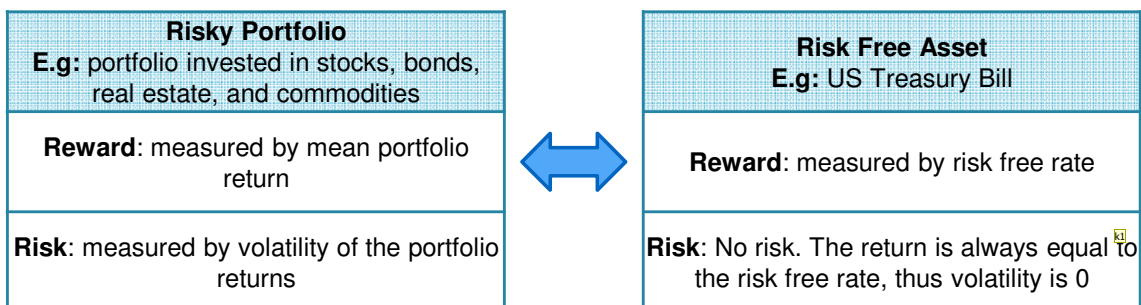 Risky Portfolio
E.g: portfolio invested in stocks, bonds,
real estate, and commodities
Reward: measured by mean portfolio
return
Risk: measured by volatility of the portfolio
returns
Risk Free Asset
E.g: US Treasury Bill
Reward: measured by risk free rate
Risk: No risk. The return is always equal to
the risk free rate, thus volatility is 0
k1